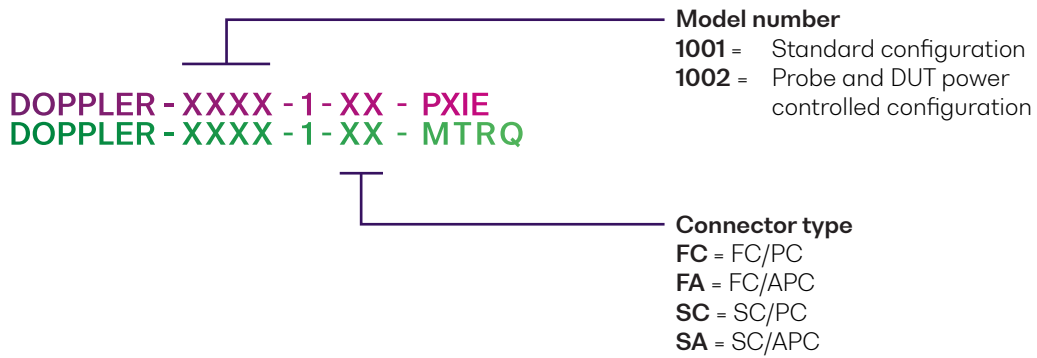 Model number
1001 = Standard configuration
1002 = Probe and DUT power
controlled configuration
DOPPLER - XXXX - 1 - XX - PXIE
DOPPLER - XXXX - 1 - XX - MTRQ
Connector type
FC = FC/PC
FA = FC/APC
SC = SC/PC
SA = SC/APC